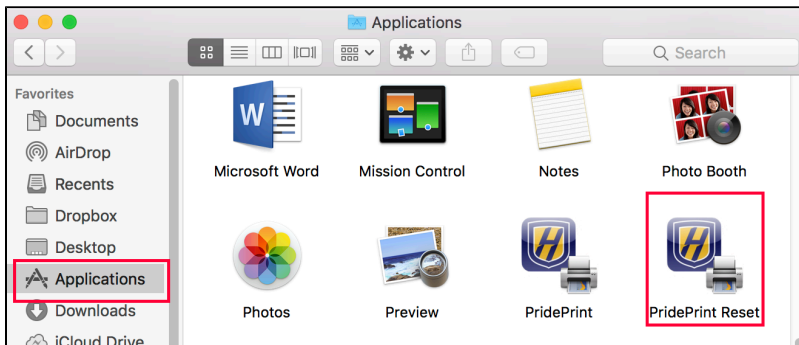 Applications
Search
Favorites
Documents
AirDrop
Recents
Dropbox
Desktop
Applications
Downloads
iCloud Drive
W
Microsoft Word
Mission Control
Notes
Photo Booth
H
H
Photos
Preview
PridePrint
PridePrint Reset